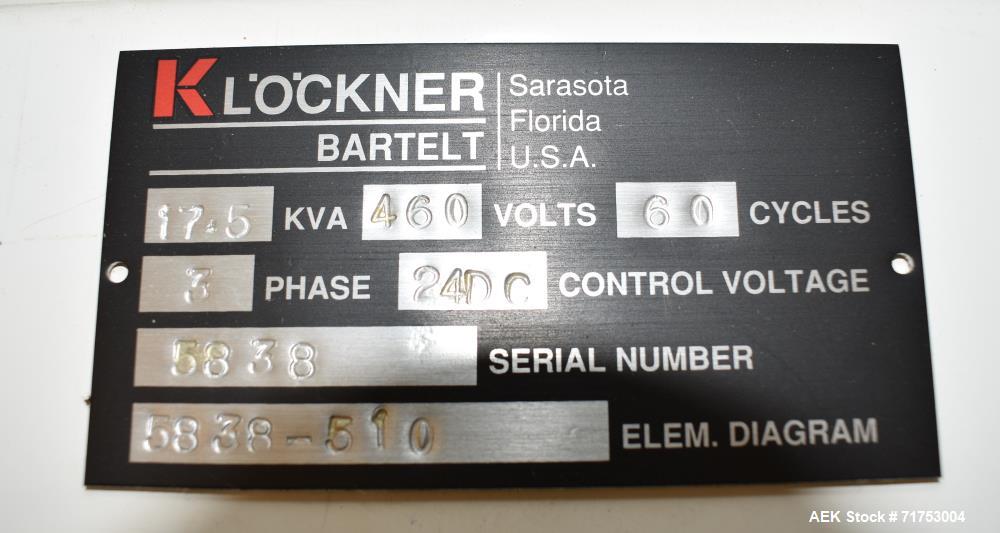 KLÖCKNER
BARTELT
Sarasota
Florida
U.S.A.
17.5 KVA 460 VOLTS 60 CYCLES
3 PHASE 24DC CONTROL VOLTAGE
5838 SERIAL NUMBER
5838-510 ELEM. DIAGRAM
AEK Stock # 71753004